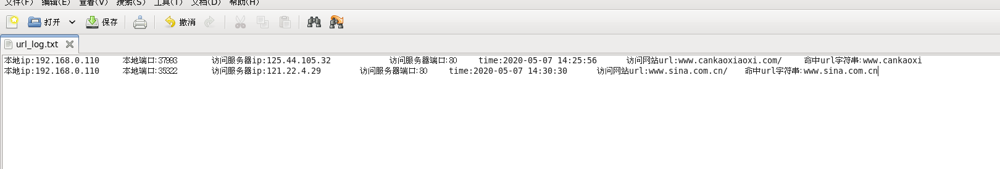 文件(F) 编辑(E) 查看(V) 搜索(S) 工具(T) 文档(D) 帮助(H)
打开 保存 撤消
url_log.txt
本地ip:192.168.0.110 本地端口:37993 访问服务器ip:125.44.105.32 访问服务器端口:80 time:2020-05-07 14:25:56 访问网站url:www.cankaoxiaoxi.com/ 命中url字符串:www.cankaoxi
本地ip:192.168.0.110 本地端口:35322 访问服务器ip:121.22.4.29 访问服务器端口:80 time:2020-05-07 14:30:30 访问网站url:www.sina.com.cn/ 命中url字符串:www.sina.com.cn